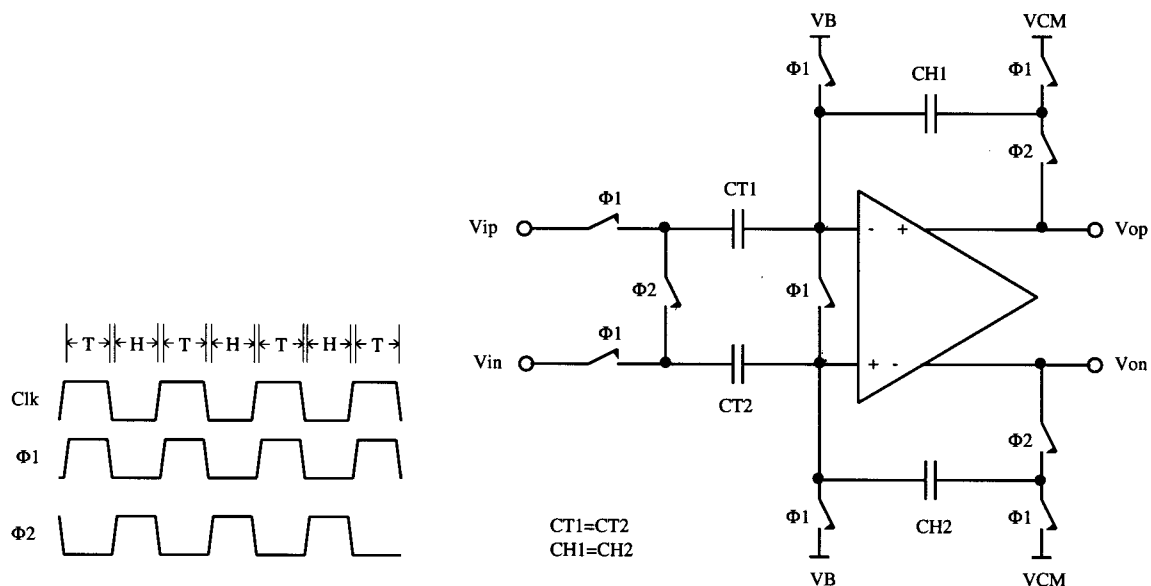 T H T H T H T
Clk
Φ1
Φ2
VB
VCM
Φ1
CH1
Φ1
Φ2
CT1
Vip
Φ1
- +
Vop
Φ2
Φ1
Φ1
Vin
+ -
Von
CT2
Φ2
Φ1
CH2
Φ1
CT1=CT2
CH1=CH2
VB
VCM